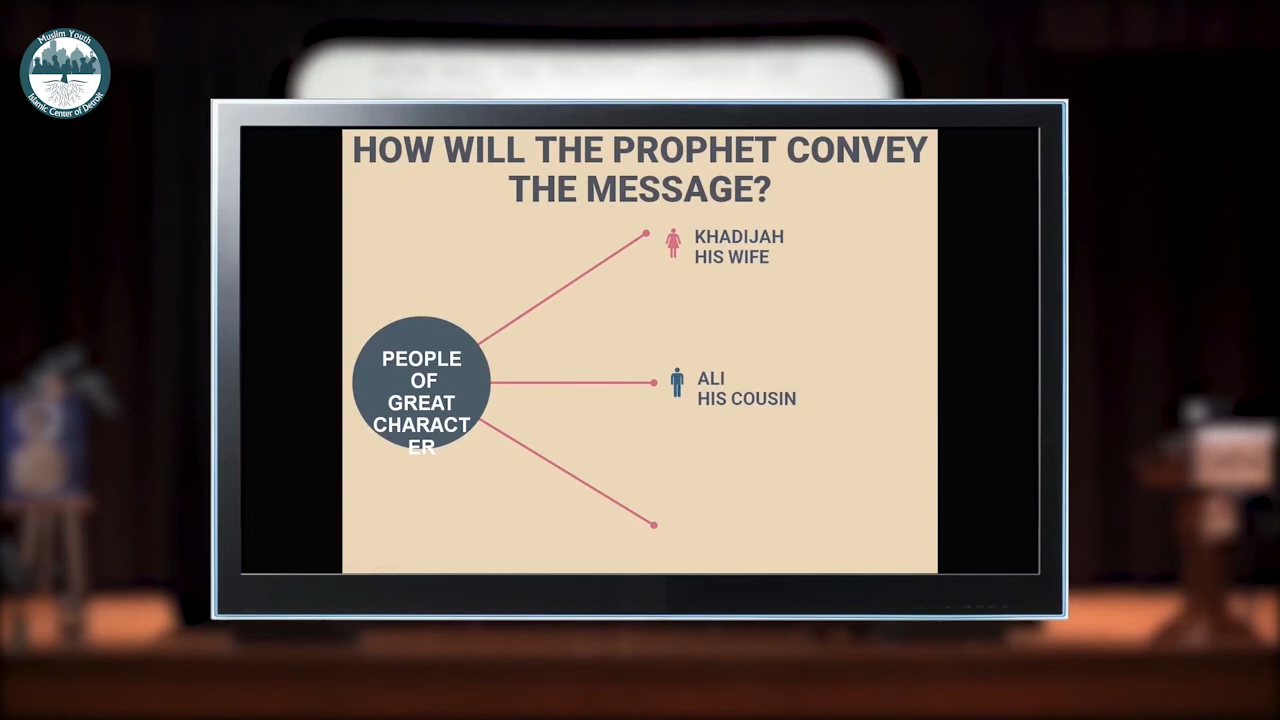 Muslim Youth
Islamic Center of Detroit
HOW WILL THE PROPHET CONVEY
THE MESSAGE?
KHADIJAH
HIS WIFE
PEOPLE
OF
GREAT
CHARACT
ER
ALI
HIS COUSIN